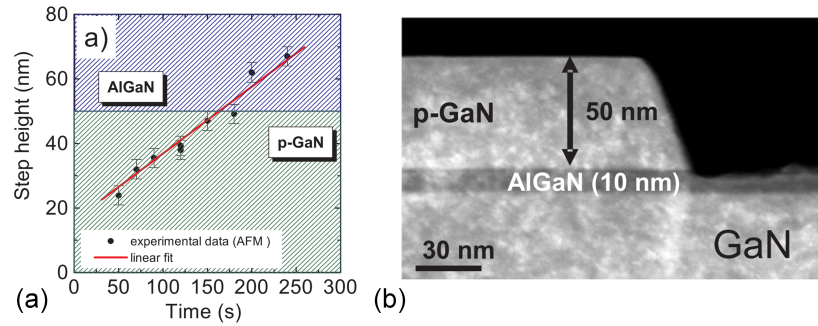 80
60
40
20
0
Step height (nm)
a)
AlGaN
p-GaN
experimental data (AFM )
linear fit
0 50 100 150 200 250 300
Time (s)
(a)
p-GaN
50 nm
AlGaN (10 nm)
30 nm
GaN
(b)